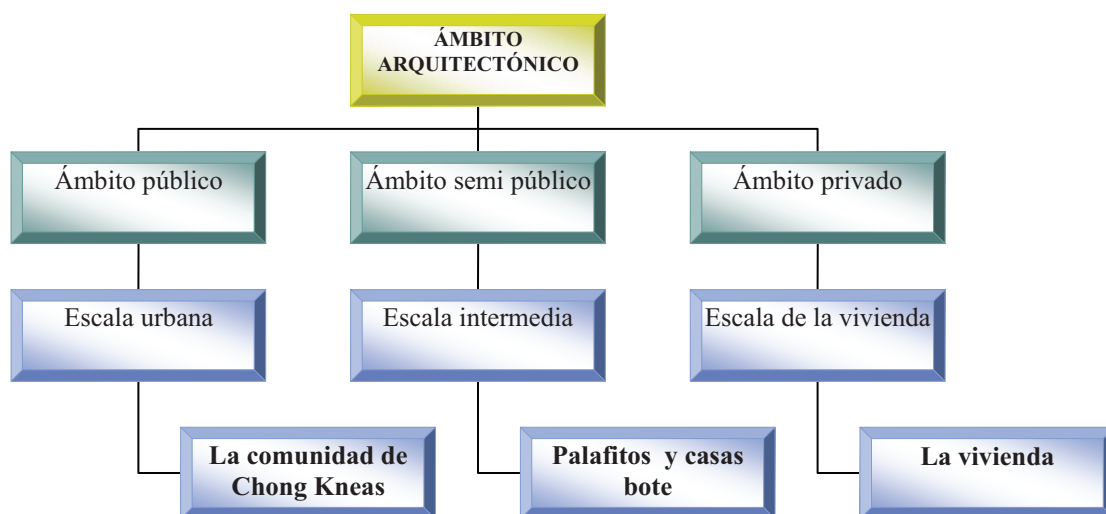 ÁMBITO
ARQUITECTÓNICO
Ámbito público
Ámbito semi público
Ámbito privado
Escala urbana
Escala intermedia
Escala de la vivienda
La comunidad de
Chong Kneas
Palafitos y casas
bote
La vivienda